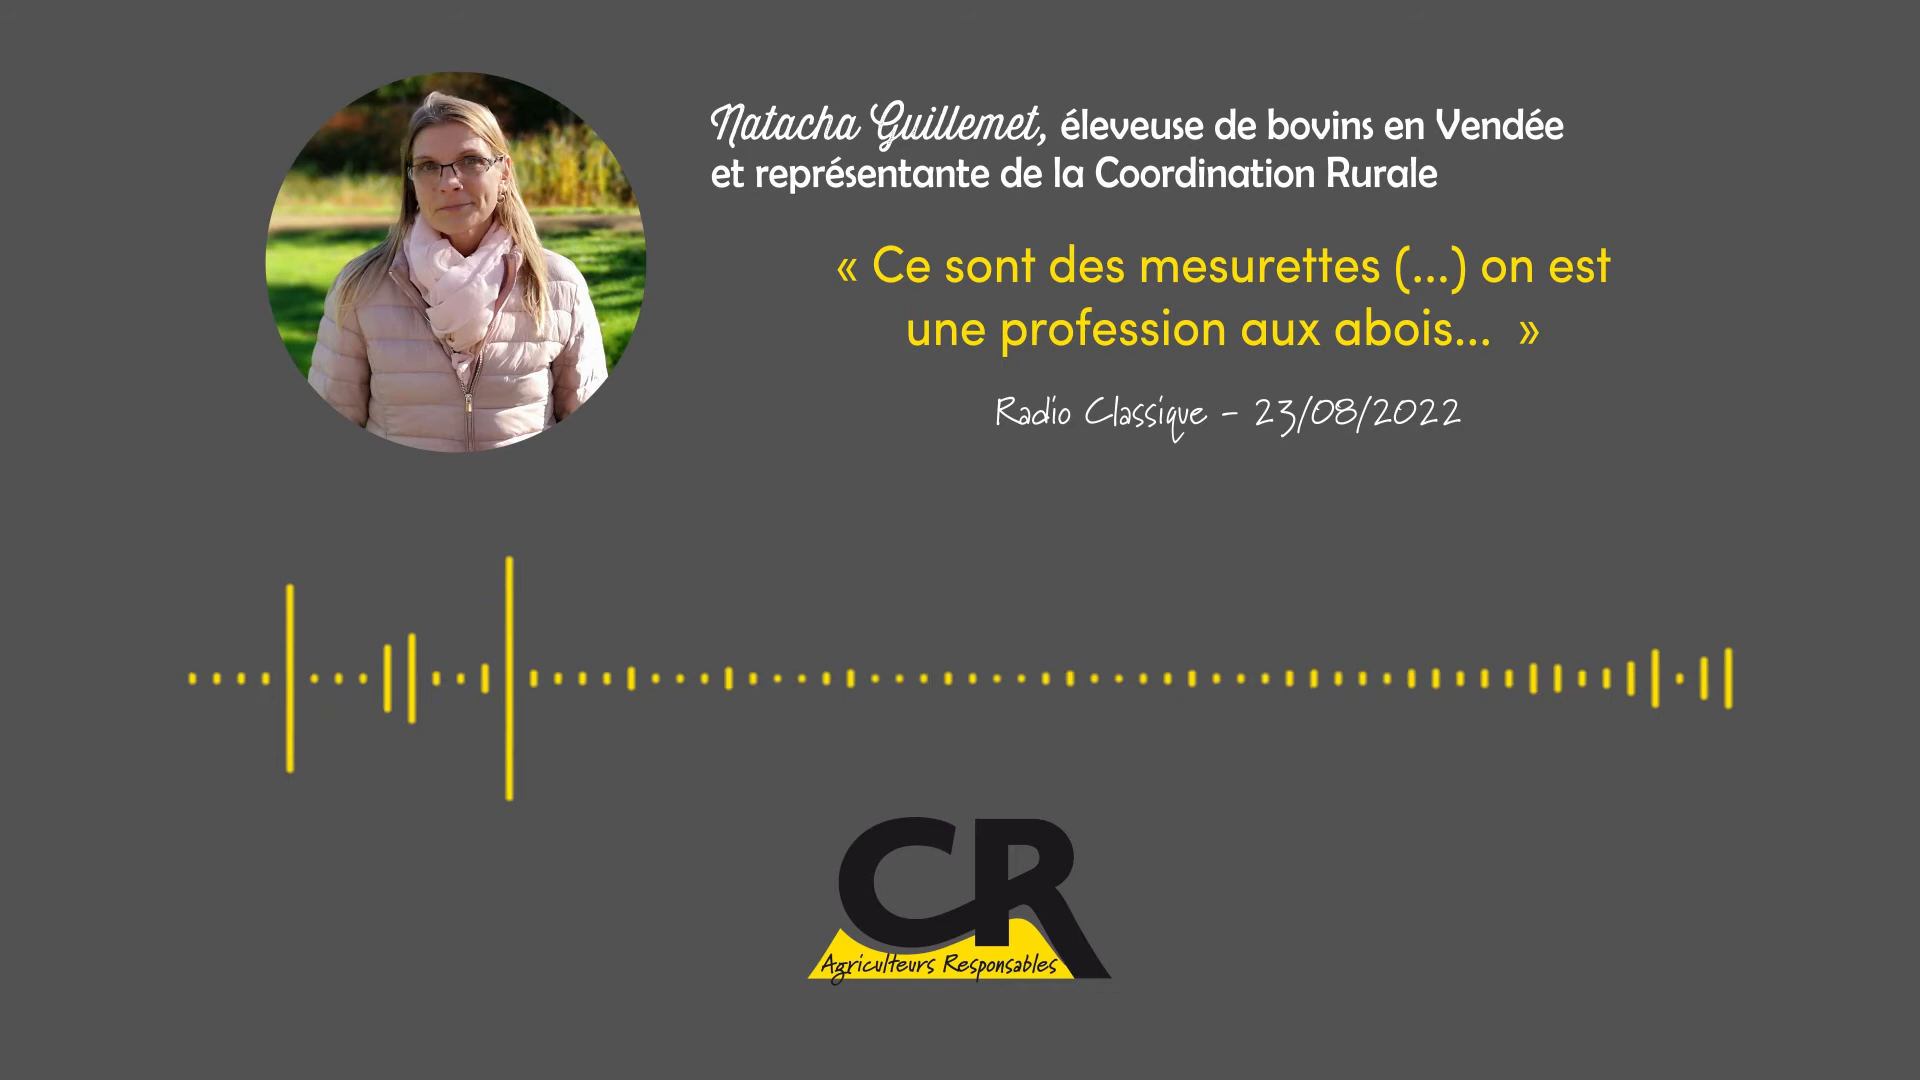 Natacha Guillemet, éleveuse de bovins en Vendée
et représentante de la Coordination Rurale
« Ce sont des mesurettes (...) on est
une profession aux abois...  »
Radio Classique - 23/08/2022
CR
Agriculteurs Responsables